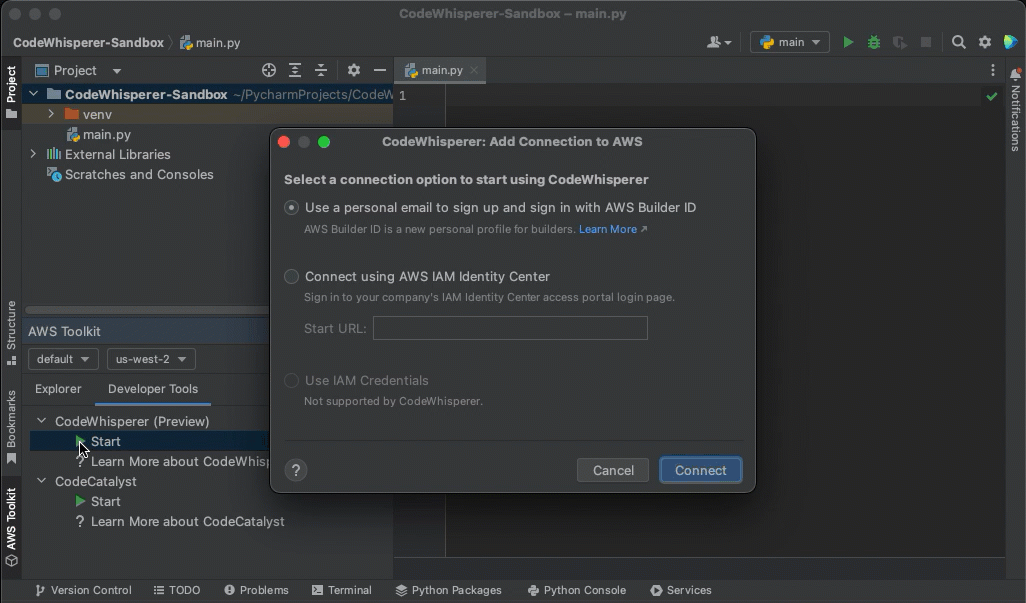 CodeWhisperer-Sandbox – main.py
CodeWhisperer-Sandbox
main.py
main
Project
Project
main.py
CodeWhisperer-Sandbox ~/PycharmProjects/CodeW
venv
main.py
External Libraries
Scratches and Consoles
1
Notifications
CodeWhisperer: Add Connection to AWS
Select a connection option to start using CodeWhisperer
Use a personal email to sign up and sign in with AWS Builder ID
AWS Builder ID is a new personal profile for builders. Learn More ↗
Connect using AWS IAM Identity Center
Sign in to your company's IAM Identity Center access portal login page.
Start URL:
Use IAM Credentials
Not supported by CodeWhisperer.
?
Cancel
Connect
Structure
Bookmarks
AWS Toolkit
AWS Toolkit
default
us-west-2
Explorer
Developer Tools
CodeWhisperer (Preview)
Start
? Learn More about CodeWhisp
CodeCatalyst
Start
? Learn More about CodeCatalyst
Version Control
TODO
Problems
Terminal
Python Packages
Python Console
Services